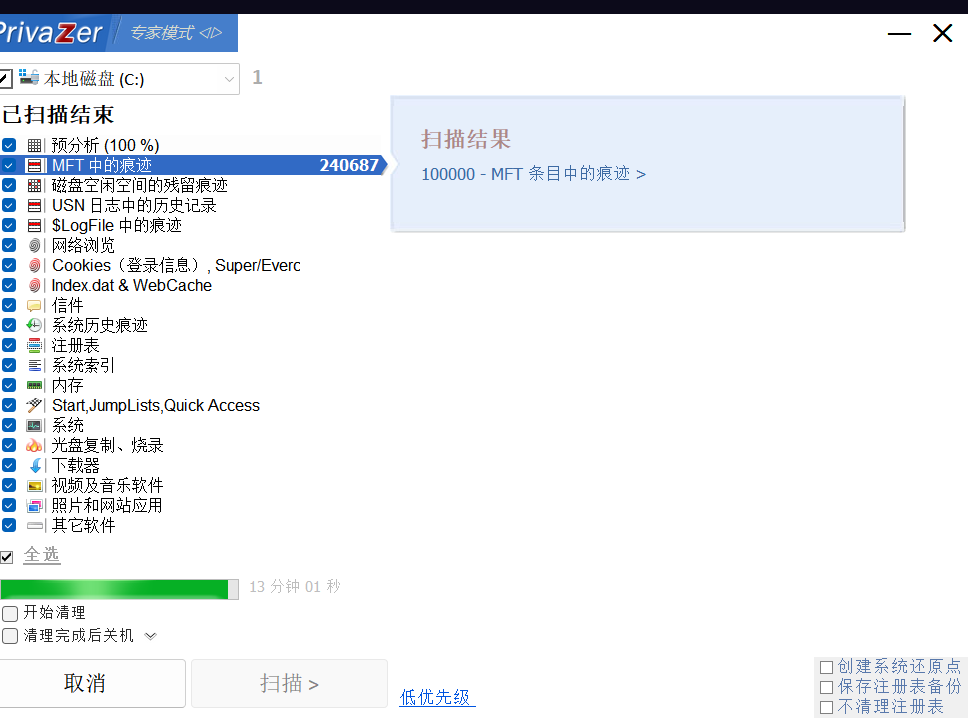 PrivaZer 专家模式
本地磁盘 (C:) 1
已扫描结束
预分析 (100 %)
MFT 中的痕迹 240687
磁盘空闲空间的残留痕迹
USN 日志中的历史记录
$LogFile 中的痕迹
网络浏览
Cookies（登录信息）, Super/Everc
Index.dat & WebCache
信件
系统历史痕迹
注册表
系统索引
内存
Start,JumpLists,Quick Access
系统
光盘复制、烧录
下载器
视频及音乐软件
照片和网站应用
其它软件
全选
13 分钟 01 秒
开始清理
清理完成后关机
取消
扫描 >
低优先级
扫描结果
100000 - MFT 条目中的痕迹 >
创建系统还原点
保存注册表备份
不清理注册表